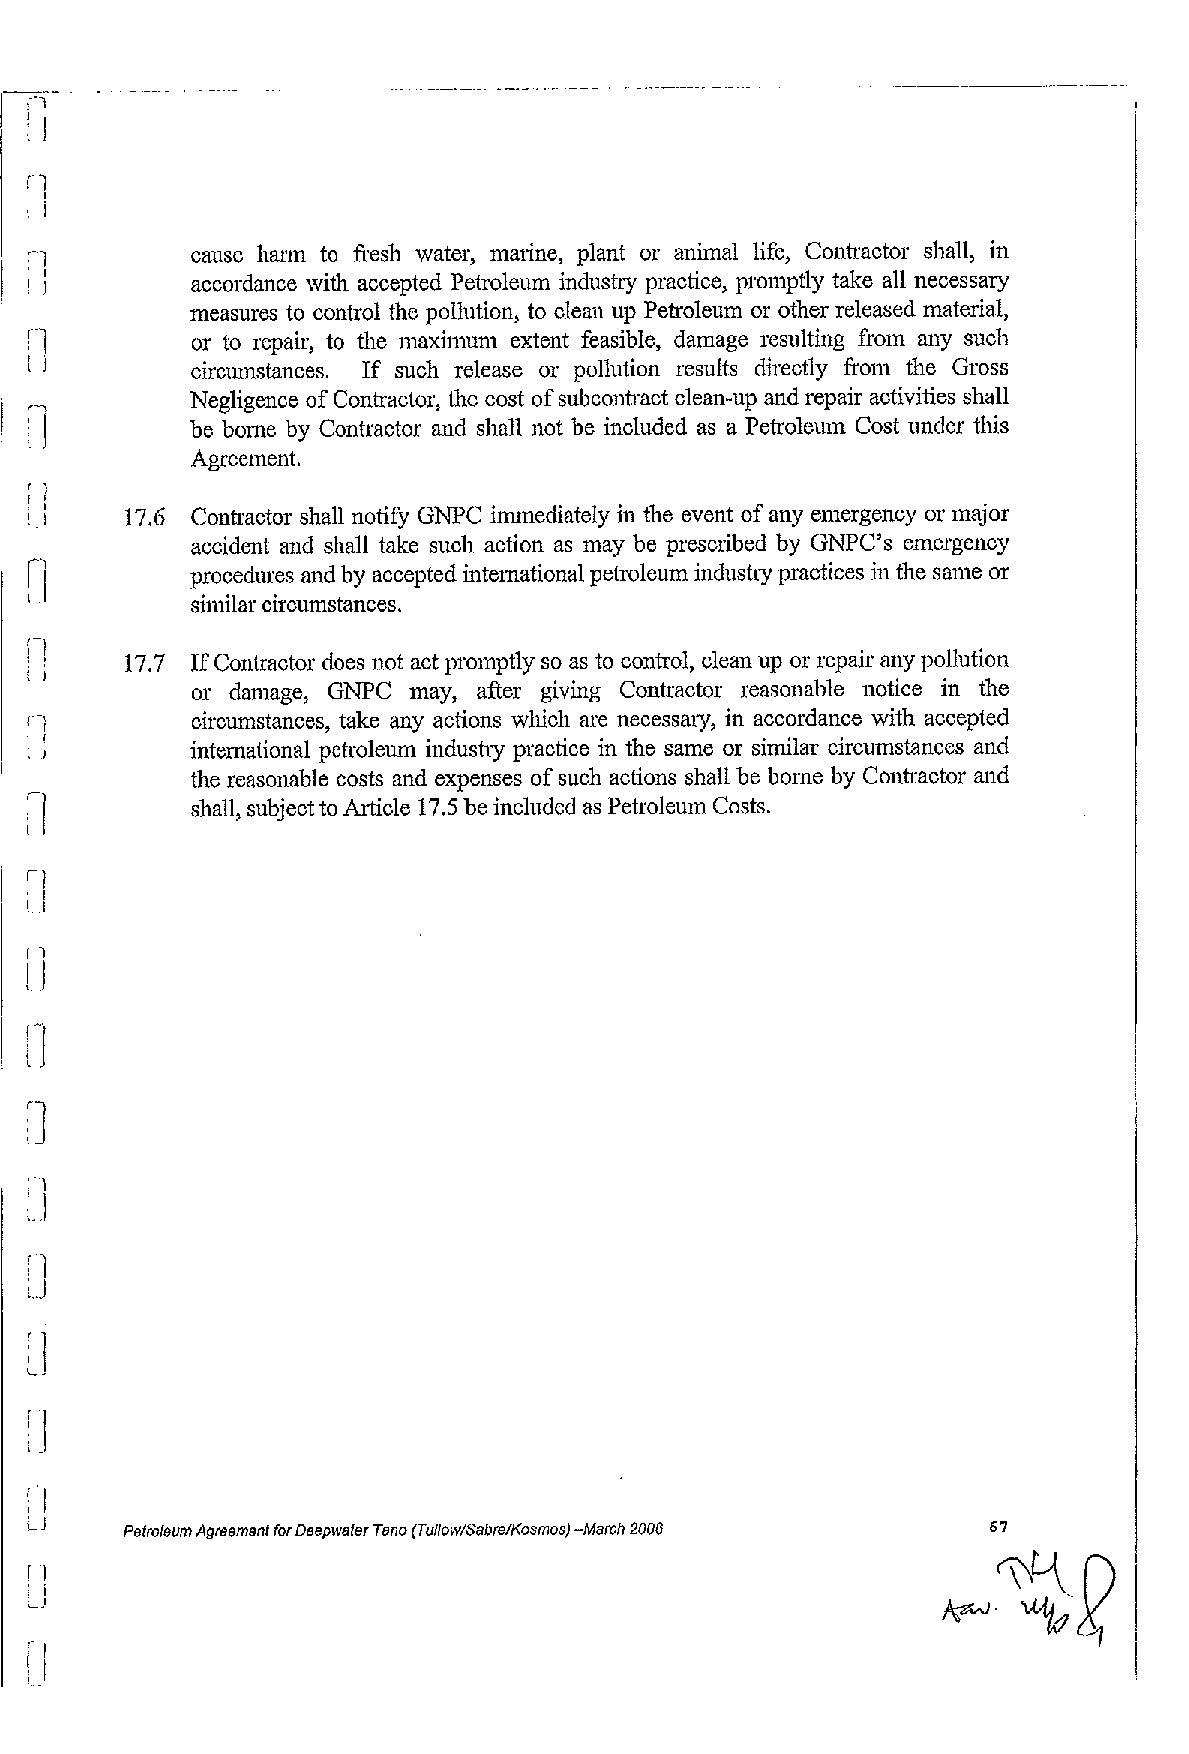 cause harm to fresh water, marine, plant or animal life, Contractor shall, in
accordance with accepted Petroleum industry practice, promptly take all necessary
measures to control the pollution, to clean up Petroleum or other released material,
or to repair, to the maximum extent feasible, damage resulting from any such
circumstances. If such release or pollution results directly from the Gross
Negligence of Contractor, the cost of subcontract clean-up and repair activities shall
be borne by Contractor and shall not be included as a Petroleum Cost under this
Agreement.
17.6 Contractor shall notify GNPC immediately in the event of any emergency or major
accident and shall take such action as may be prescribed by GNPC's emergency
procedures and by accepted international petroleum industry practices in the same or
similar circumstances.
17.7 If Contractor does not act promptly so as to control, clean up or repair any pollution
or damage, GNPC may, after giving Contractor reasonable notice in the
circumstances, take any actions which are necessary, in accordance with accepted
international petroleum industry practice in the same or similar circumstances and
the reasonable costs and expenses of such actions shall be borne by Contractor and
shall, subject to Article 17.5 be included as Petroleum Costs.
Petroleum Agreement for Deepwater Tano (Tullow/Sabre/Kosmos) –March 2006 57